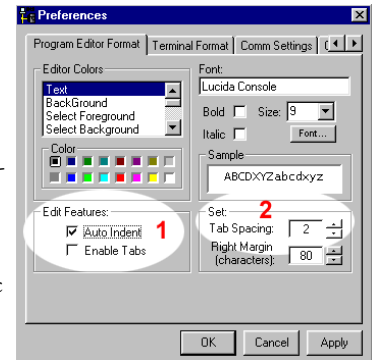 Preferences
Program Editor Format Terminal Format Comm Settings
Editor Colors
Text
BackGround
Select Foreground
Select Background
Color
Font:
Lucida Console
Bold Size: 9
Italic Font...
Sample
ABCDXYZabcdxyz
Edit Features:
Auto Indent 1
Enable Tabs
Set: 2
Tab Spacing: 2
Right Margin
(characters): 80
OK Cancel Apply